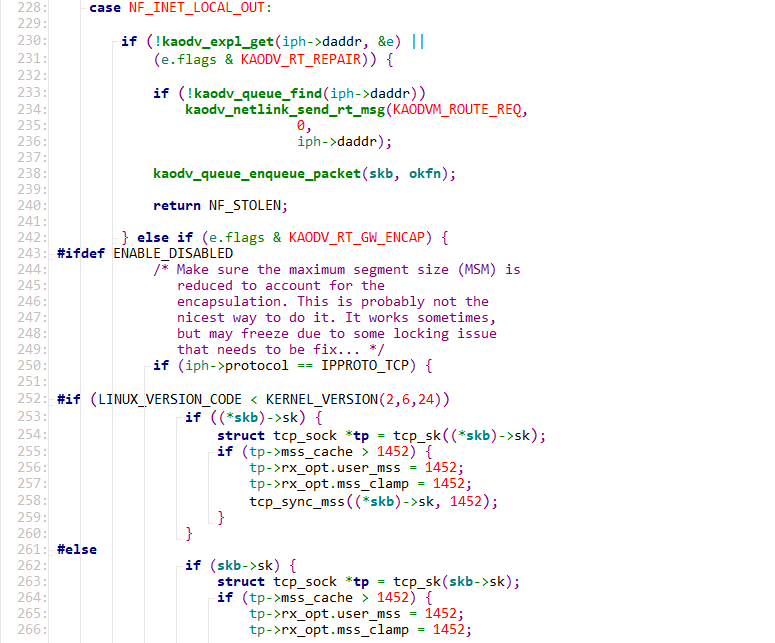 228: case NF_INET_LOCAL_OUT:
229:
230: if (!kaodv_expl_get(iph->daddr, &e) ||
231: (e.flags & KAODV_RT_REPAIR)) {
232:
233: if (!kaodv_queue_find(iph->daddr))
234: kaodv_netlink_send_rt_msg(KAODVM_ROUTE_REQ,
235: 0,
236: iph->daddr);
237:
238: kaodv_queue_enqueue_packet(skb, okfn);
239:
240: return NF_STOLEN;
241:
242: } else if (e.flags & KAODV_RT_GW_ENCAP) {
243: #ifdef ENABLE_DISABLED
244: /* Make sure the maximum segment size (MSM) is
245: reduced to account for the
246: encapsulation. This is probably not the
247: nicest way to do it. It works sometimes,
248: but may freeze due to some locking issue
249: that needs to be fix... */
250: if (iph->protocol == IPPROTO_TCP) {
251:
252: #if (LINUX_VERSION_CODE < KERNEL_VERSION(2,6,24))
253: if ((*skb)->sk) {
254: struct tcp_sock *tp = tcp_sk((*skb)->sk);
255: if (tp->mss_cache > 1452) {
256: tp->rx_opt.user_mss = 1452;
257: tp->rx_opt.mss_clamp = 1452;
258: tcp_sync_mss((*skb)->sk, 1452);
259: }
260: }
261: #else
262: if (skb->sk) {
263: struct tcp_sock *tp = tcp_sk(skb->sk);
264: if (tp->mss_cache > 1452) {
265: tp->rx_opt.user_mss = 1452;
266: tp->rx_opt.mss_clamp = 1452;